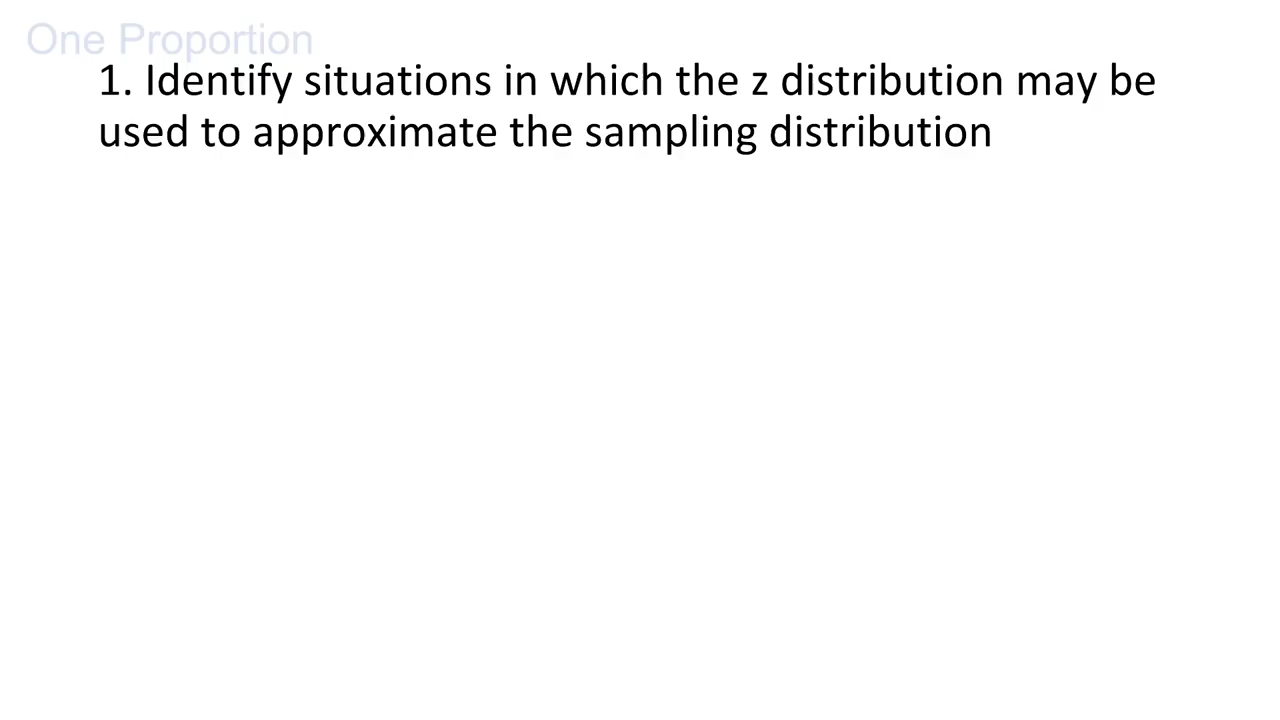 One Proportion
1. Identify situations in which the z distribution may be
used to approximate the sampling distribution